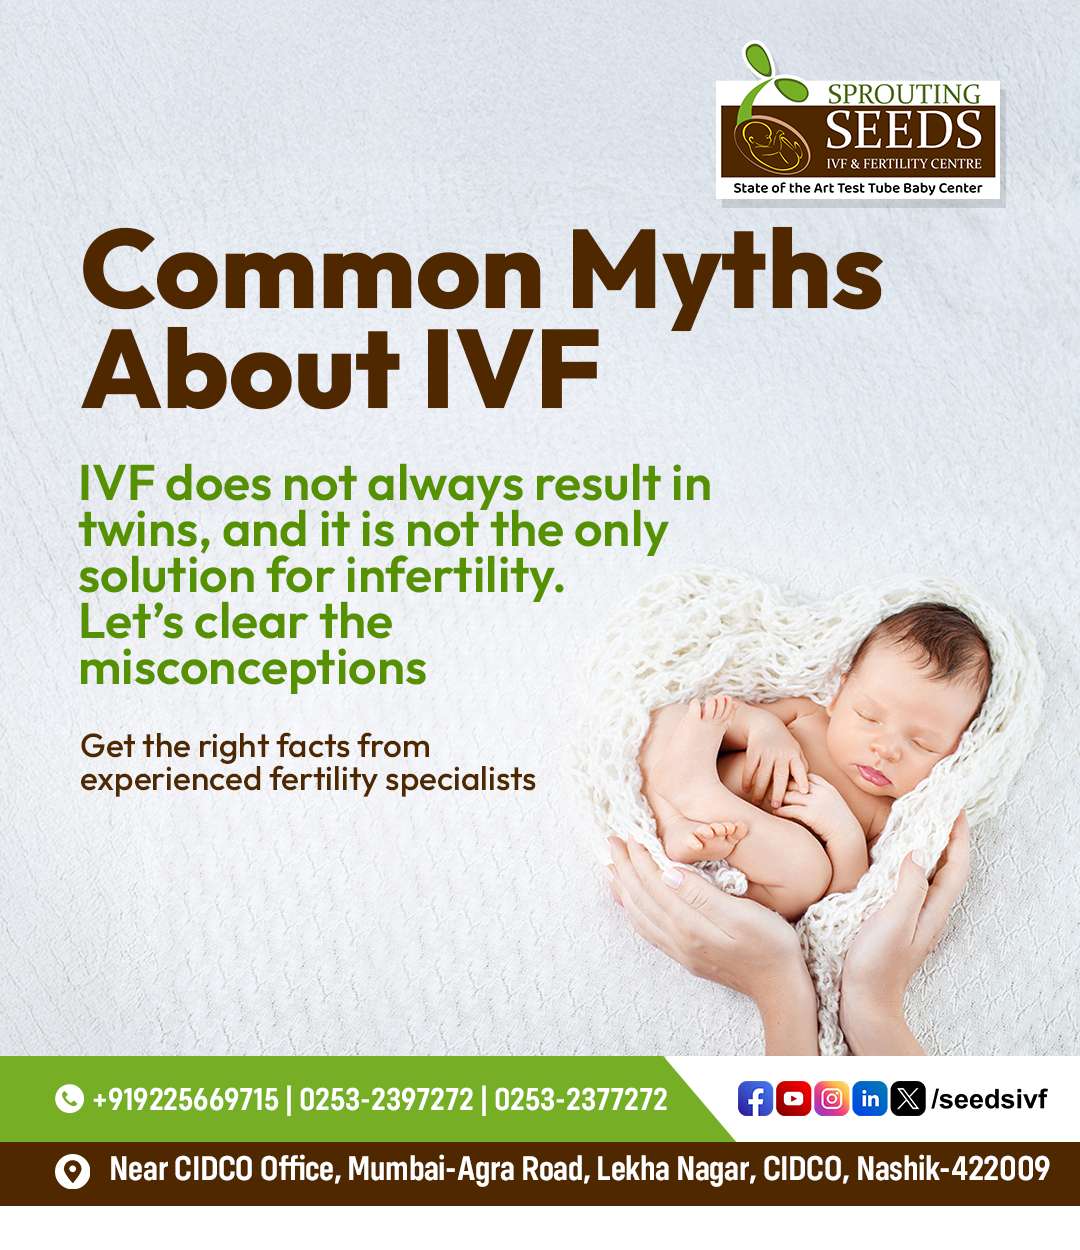 SPROUTING
SEEDS
IVF & FERTILITY CENTRE
State of the Art Test Tube Baby Center
Common Myths
About IVF
IVF does not always result in
twins, and it is not the only
solution for infertility.
Let's clear the
misconceptions
Get the right facts from
experienced fertility specialists
+919225669715 | 0253-2397272 | 0253-2377272
/seedsivf
Near CIDCO Office, Mumbai-Agra Road, Lekha Nagar, CIDCO, Nashik-422009